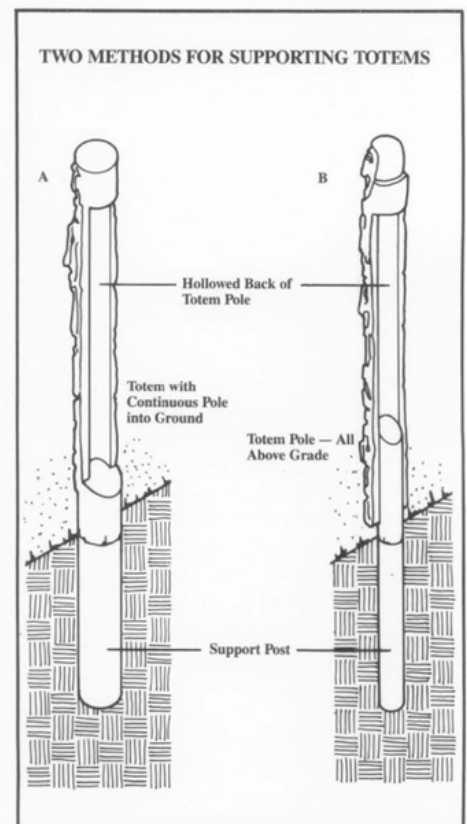 TWO METHODS FOR SUPPORTING TOTEMS
A
B
Hollowed Back of
Totem Pole
Totem with
Continuous Pole
into Ground
Totem Pole — All
Above Grade
Support Post